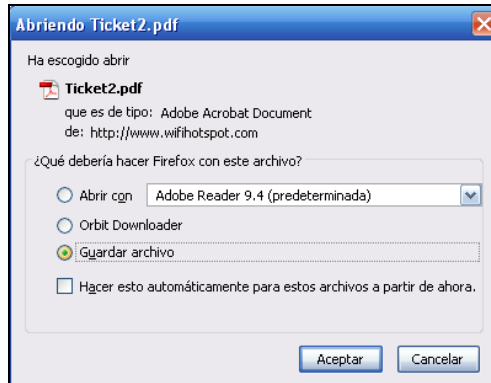 Abriendo Ticket2.pdf
Ha escogido abrir
Ticket2.pdf
que es de tipo: Adobe Acrobat Document
de: http://www.wifihotspot.com
¿Qué debería hacer Firefox con este archivo?
Abrir con Adobe Reader 9.4 (predeterminada)
Orbit Downloader
Guardar archivo
Hacer esto automáticamente para estos archivos a partir de ahora.
Aceptar Cancelar